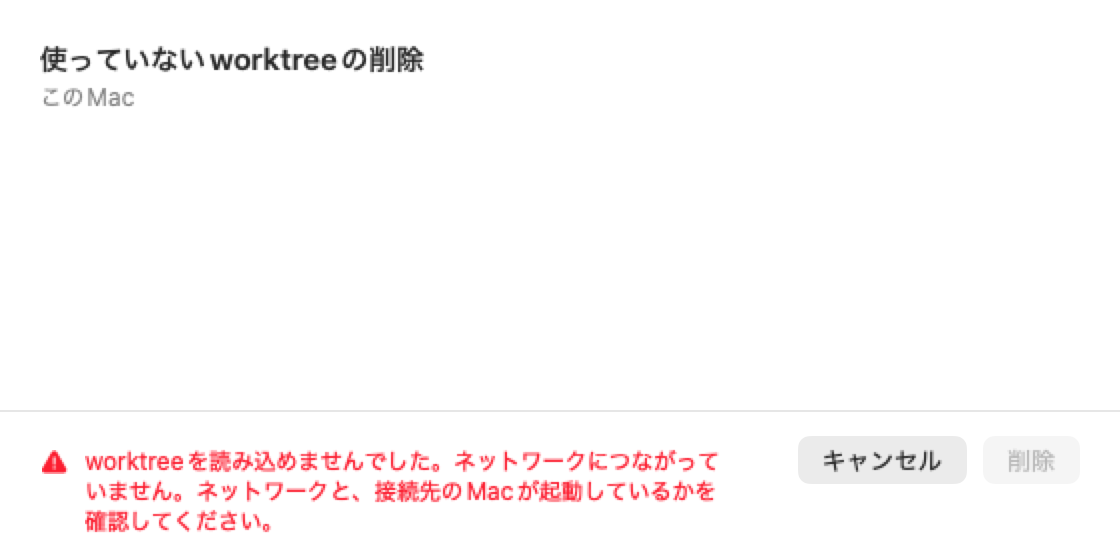 使っていないworktreeの削除
このMac
worktreeを読み込めませんでした。ネットワークにつながって
いません。ネットワークと、接続先のMacが起動しているかを
確認してください。
キャンセル
削除